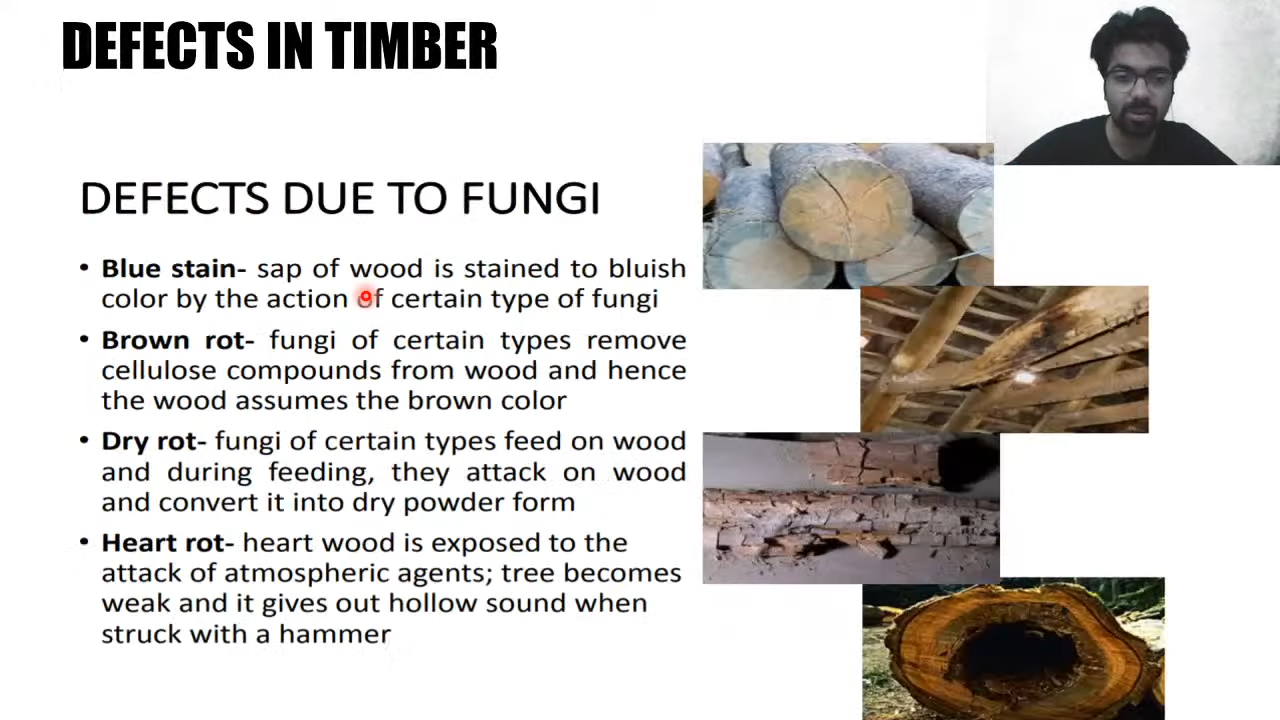 DEFECTS IN TIMBER
DEFECTS DUE TO FUNGI
• Blue stain- sap of wood is stained to bluish
color by the action of certain type of fungi
• Brown rot- fungi of certain types remove
cellulose compounds from wood and hence
the wood assumes the brown color
• Dry rot- fungi of certain types feed on wood
and during feeding, they attack on wood
and convert it into dry powder form
• Heart rot- heart wood is exposed to the
attack of atmospheric agents; tree becomes
weak and it gives out hollow sound when
struck with a hammer